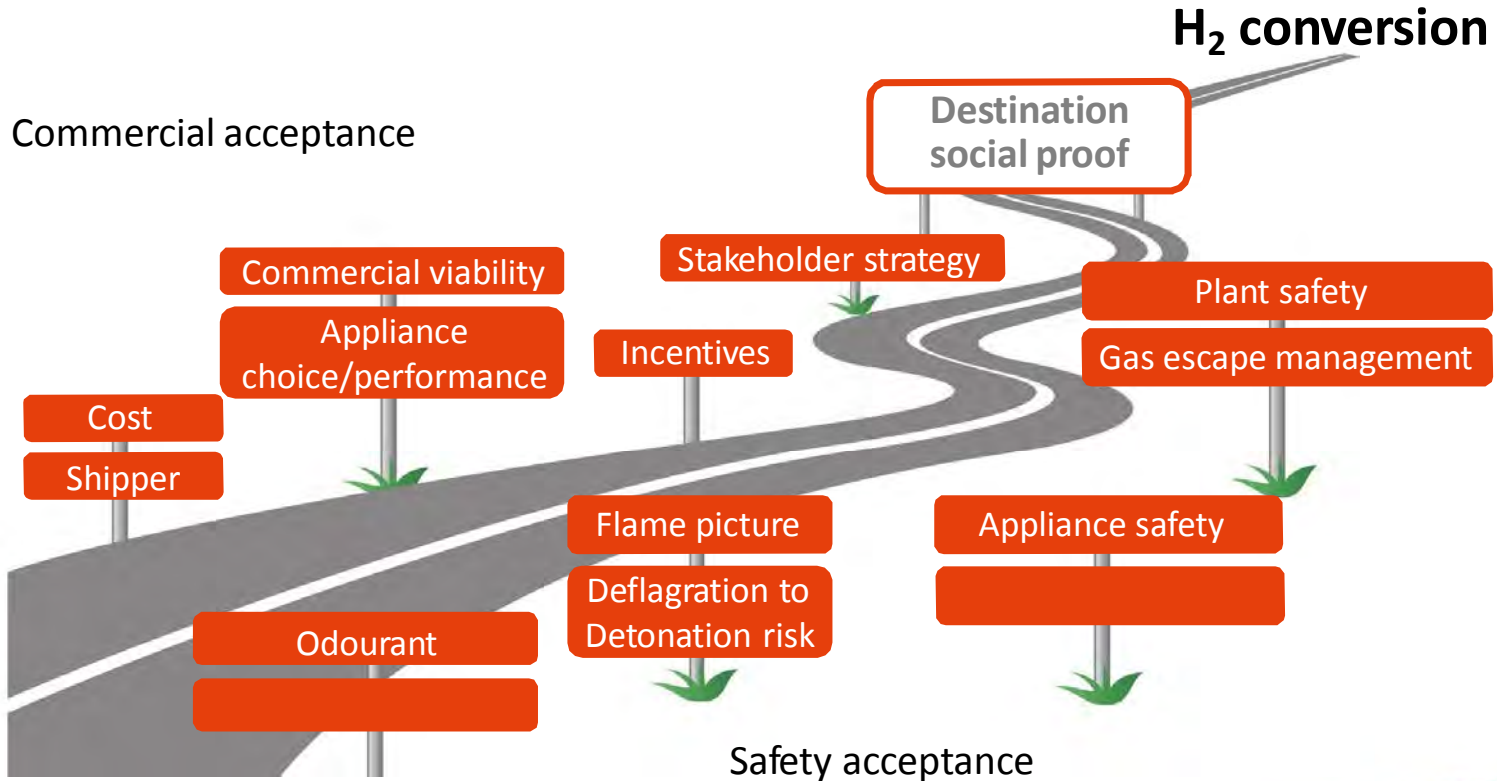 H₂ conversion
Destination
social proof
Commercial acceptance
Stakeholder strategy
Commercial viability
Plant safety
Appliance
choice/performance
Incentives
Gas escape management
Cost
Shipper
Flame picture
Appliance safety
Deflagration to
Detonation risk
Odourant
Safety acceptance